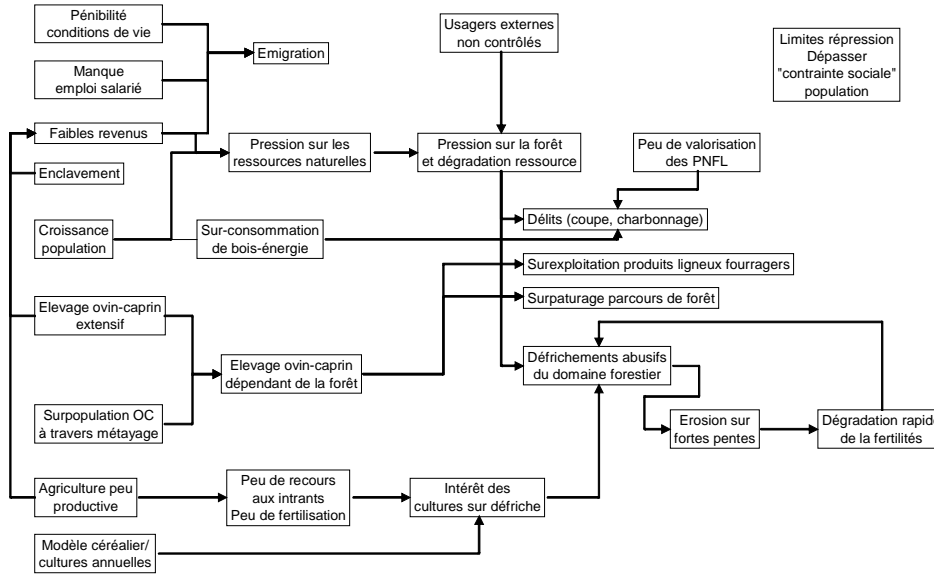 Pénibilité
conditions de vie
Usagers externes
non contrôlés
Limites répression
Dépasser
"contrainte sociale"
population
Emigration
Manque
emploi salarié
Faibles revenus
Pression sur les
ressources naturelles
Pression sur la forêt
et dégradation ressource
Peu de valorisation
des PNFL
Enclavement
Croissance
population
Sur-consommation
de bois-énergie
Délits (coupe, charbonnage)
Surexploitation produits ligneux fourragers
Surpaturage parcours de forêt
Elevage ovin-caprin
extensif
Elevage ovin-caprin
dépendant de la forêt
Défrichements abusifs
du domaine forestier
Surpopulation OC
à travers métayage
Erosion sur
fortes pentes
Dégradation rapide
de la fertilités
Agriculture peu
productive
Peu de recours
aux intrants
Peu de fertilisation
Intérêt des
cultures sur défriche
Modèle céréalier/
cultures annuelles